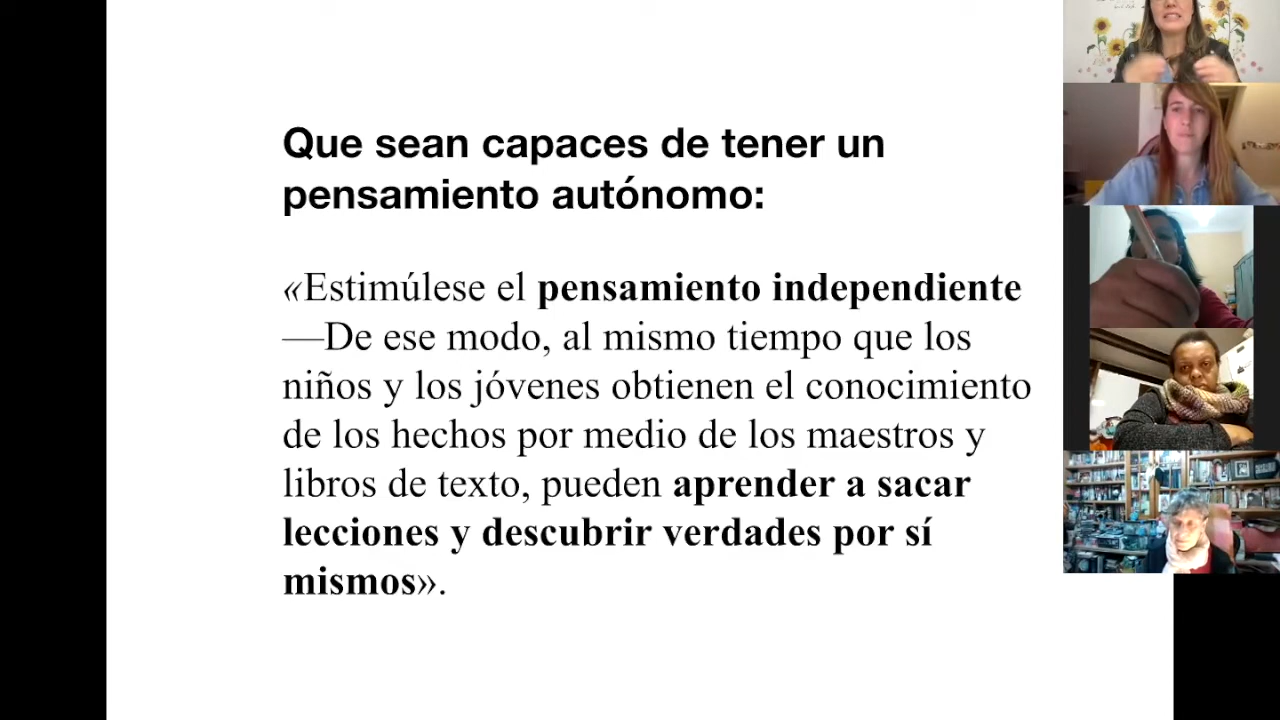 Que sean capaces de tener un
pensamiento autónomo:
«Estimúlese el pensamiento independiente
—De ese modo, al mismo tiempo que los
niños y los jóvenes obtienen el conocimiento
de los hechos por medio de los maestros y
libros de texto, pueden aprender a sacar
lecciones y descubrir verdades por sí
mismos».